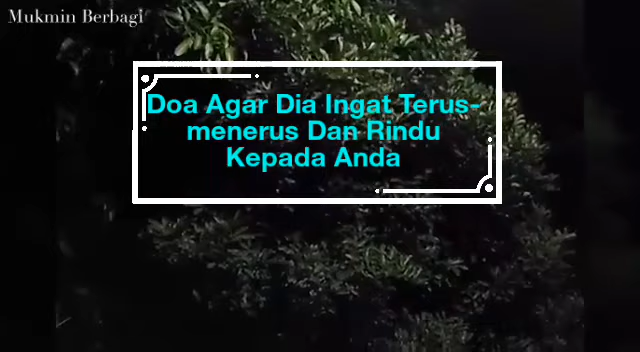 Mukmin Berbagi
Doa Agar Dia Ingat Terus-
menerus Dan Rindu
Kepada Anda